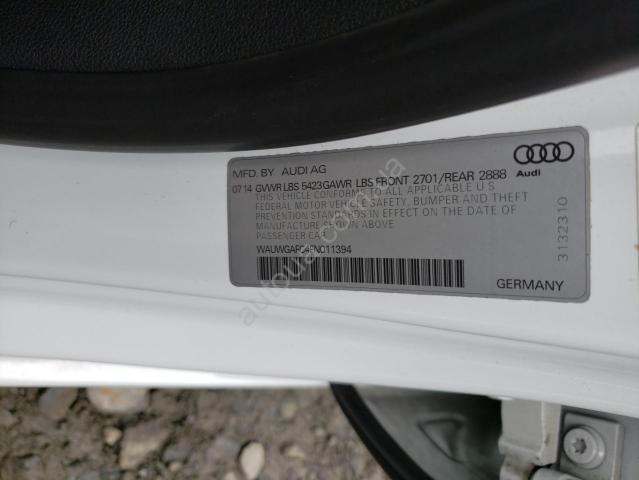 MFD. BY AUDI AG
07 14 GVWR LBS 5423 GAWR LBS FRONT 2701/REAR 2888
Audi
THIS VEHICLE CONFORMS TO ALL APPLICABLE U S
FEDERAL MOTOR VEHICLE SAFETY, BUMPER AND THEFT
PREVENTION STANDARDS IN EFFECT ON THE DATE OF
MANUFACTURE SHOWN ABOVE
PASSENGER CAR
GERMANY
3132310